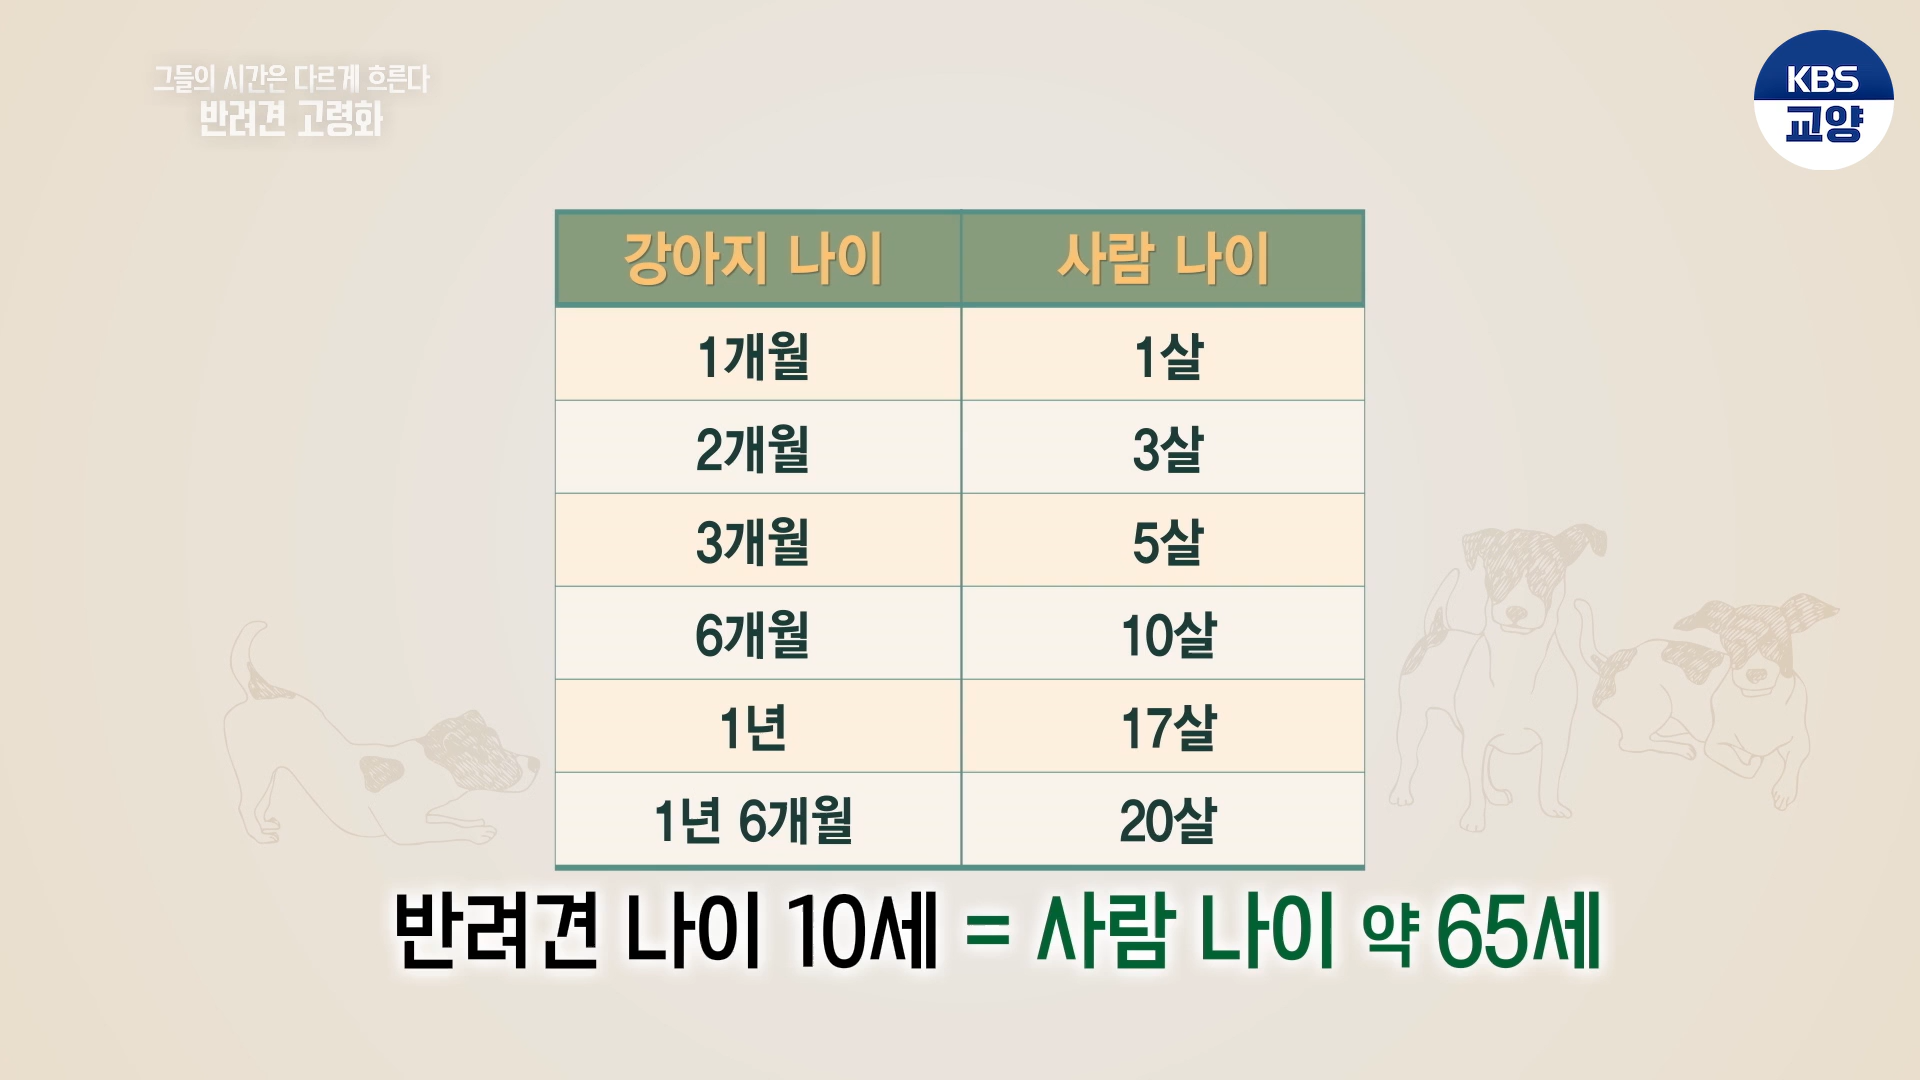 그들의 시간은 다르게 흐른다
반려견 고령화
KBS
교양
강아지 나이 사람 나이
1개월 1살
2개월 3살
3개월 5살
6개월 10살
1년 17살
1년 6개월 20살
반려견 나이 10세 = 사람 나이 약 65세